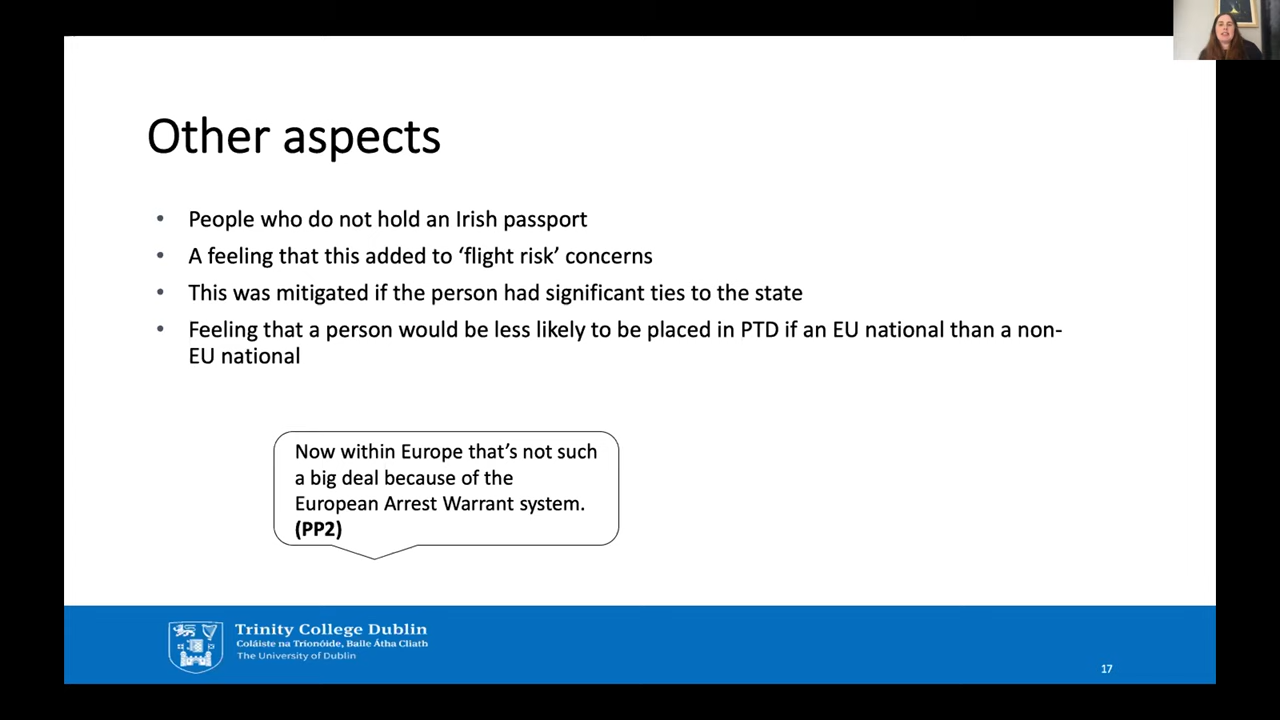 Other aspects
• People who do not hold an Irish passport
• A feeling that this added to ‘flight risk’ concerns
• This was mitigated if the person had significant ties to the state
• Feeling that a person would be less likely to be placed in PTD if an EU national than a non-
EU national
Now within Europe that’s not such
a big deal because of the
European Arrest Warrant system.
(PP2)
Trinity College Dublin
Coláiste na Tríonóide, Baile Átha Cliath
The University of Dublin
17